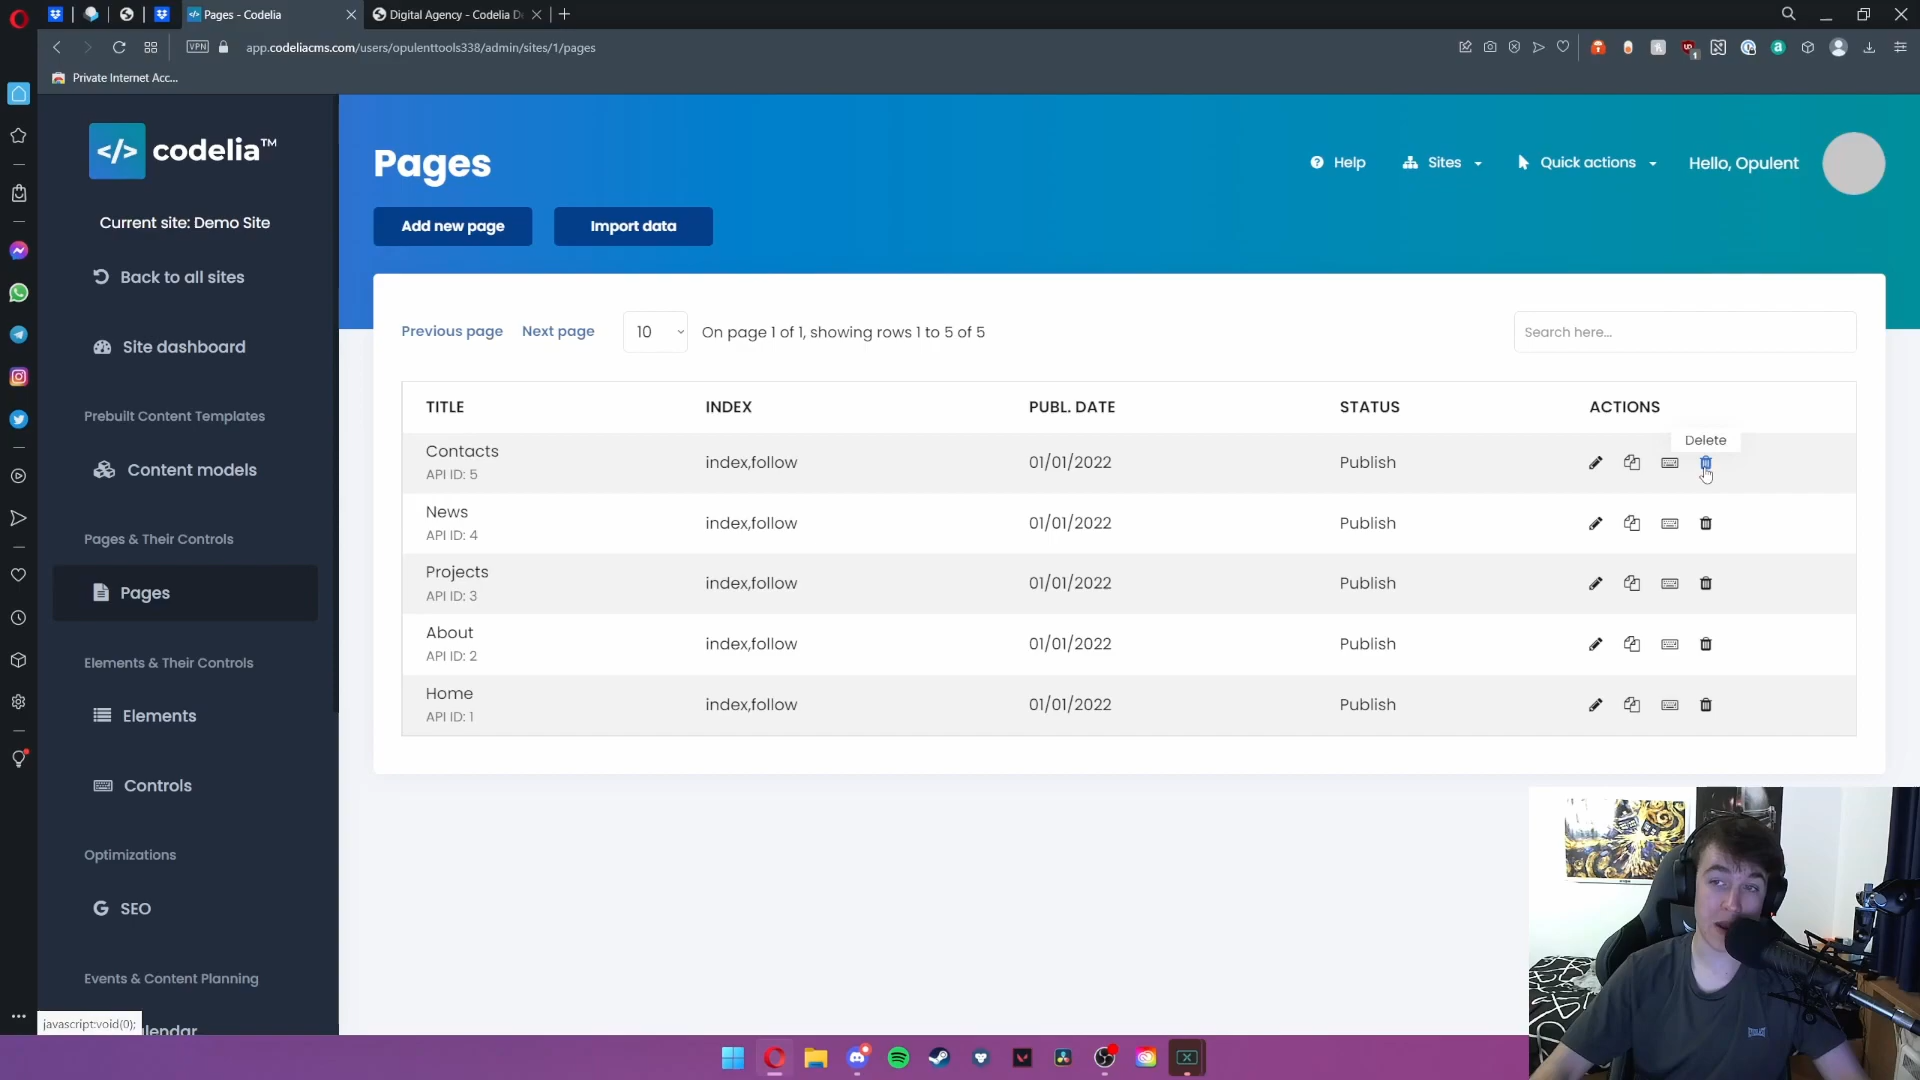 Pages - Codelia
Digital Agency - Codelia D
VPN
app.codeliacms.com/users/opulenttools338/admin/sites/1/pages
Private Internet Acc...
</> codelia™
Current site: Demo Site
Back to all sites
Site dashboard
Prebuilt Content Templates
Content models
Pages & Their Controls
Pages
Elements & Their Controls
Elements
Controls
Optimizations
SEO
Events & Content Planning
lendar
javascript:void(0);
Pages
Help
Sites
Quick actions
Hello, Opulent
Add new page
Import data
Previous page
Next page
10
On page 1 of 1, showing rows 1 to 5 of 5
Search here...
TITLE INDEX PUBL. DATE STATUS ACTIONS
Delete
Contacts index,follow 01/01/2022 Publish
API ID: 5
News index,follow 01/01/2022 Publish
API ID: 4
Projects index,follow 01/01/2022 Publish
API ID: 3
About index,follow 01/01/2022 Publish
API ID: 2
Home index,follow 01/01/2022 Publish
API ID: 1